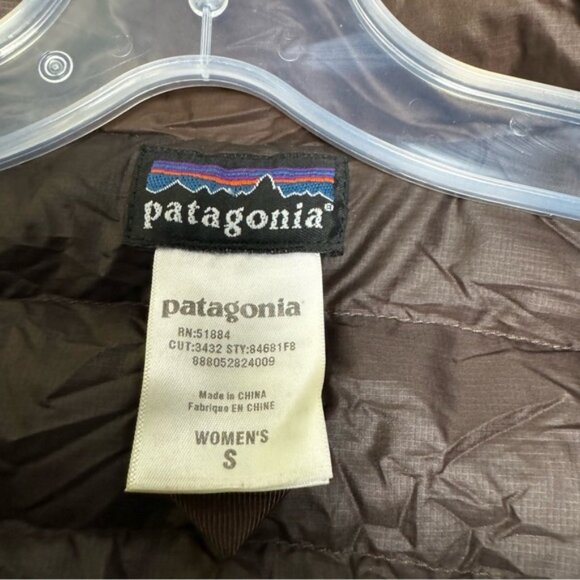 patagonia®
patagonia®
RN:51884
CUT:3432 STY:84681F8
888052824009
Made in CHINA
Fabriqué EN CHINE
WOMEN'S
S